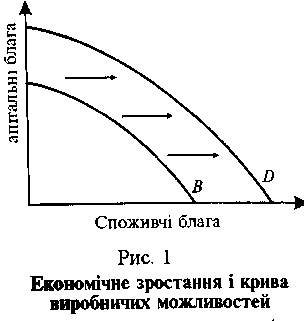 апітальні блага
B
D
Споживчі блага
Рис. 1
Економічне зростання і крива
виробничих можливостей